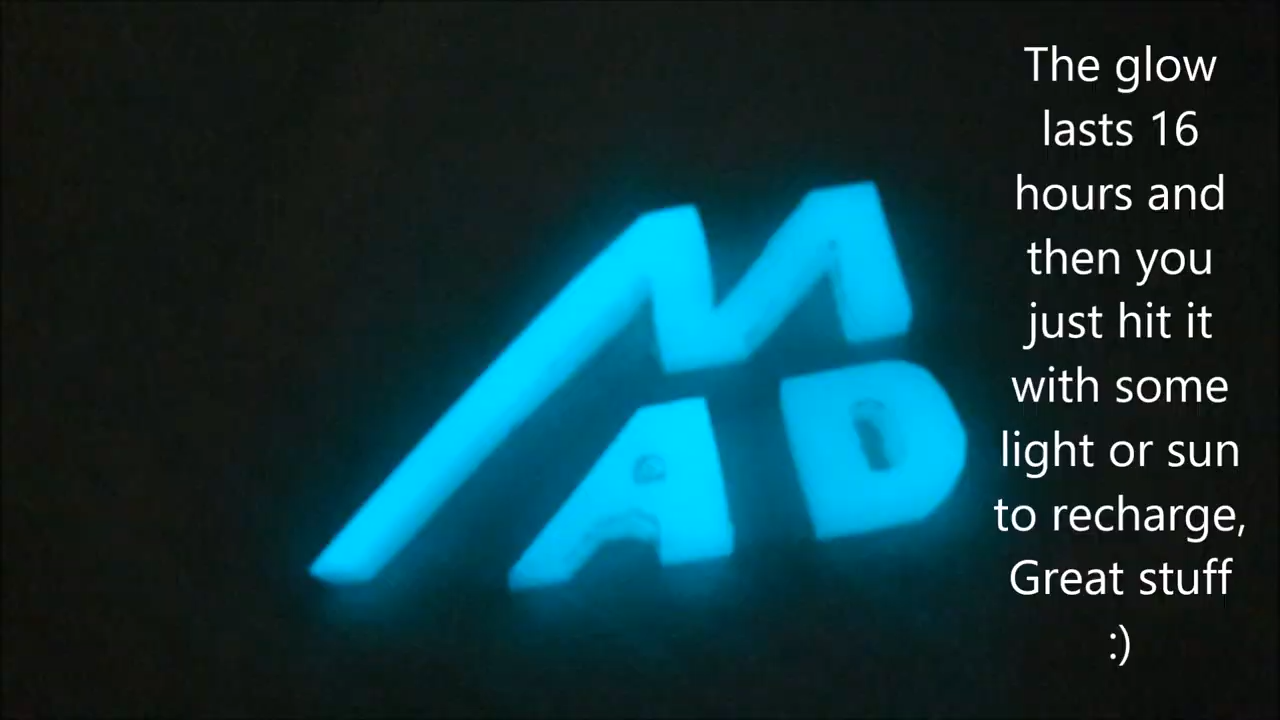 MAD
The glow
lasts 16
hours and
then you
just hit it
with some
light or sun
to recharge,
Great stuff
:)